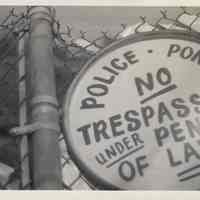 POLICE · PO
NO
TRESPASS
UNDER PEN
OF LA